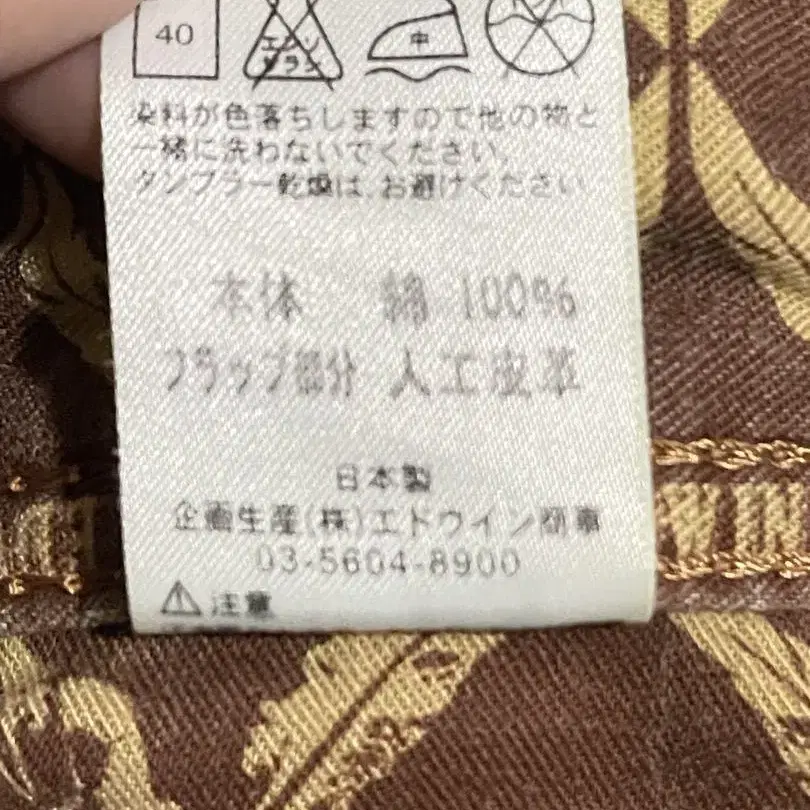 40
エンソ
サラシ
中
染料が色落ちしますので他の物と
一緒に洗わないでください。
タンブラー乾燥は、お避けください
本体 綿 100%
フラップ部分 人工皮革
日本製
企画生産(株)エドウイン商事
03-5604-8900
⚠注意
WIN